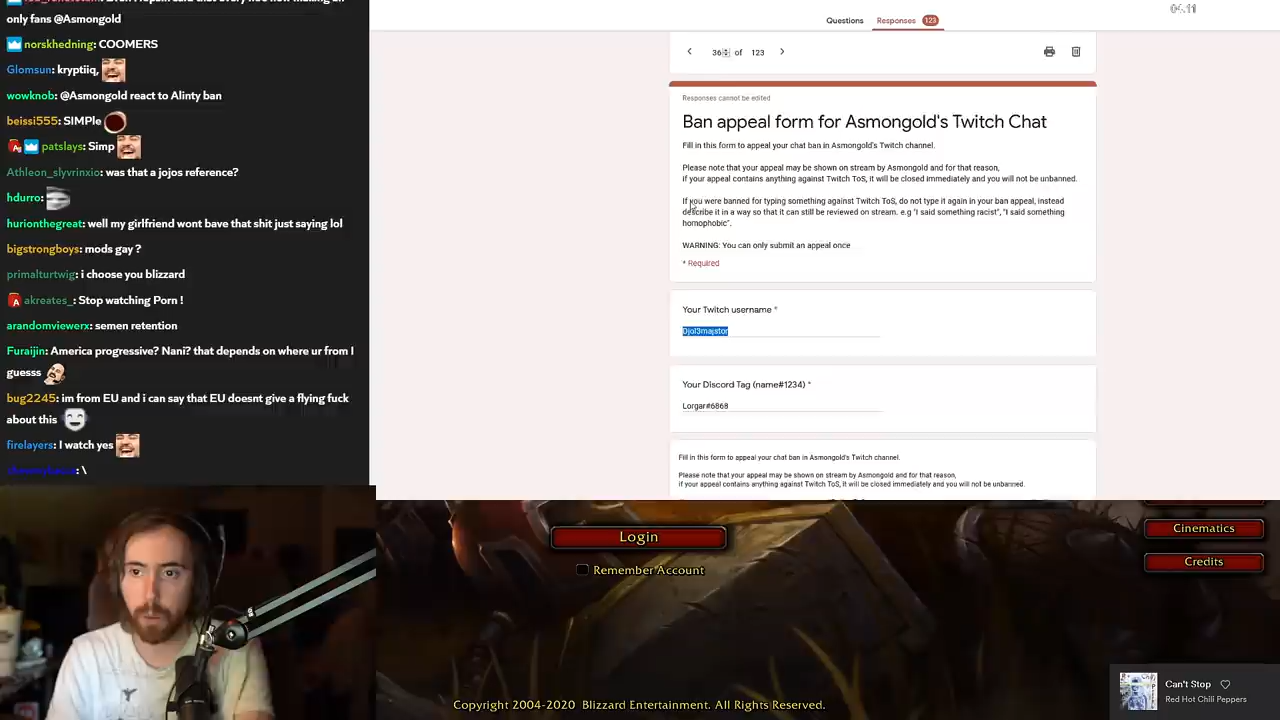 only fans @Asmongold
norskhedning: COOMERS
Glomsun: kryptiiq,
wowknob: @Asmongold react to Alinty ban
beissi555: SIMPle
patslays: Simp
Athleon_slyvrinxio: was that a jojos reference?
hdurro:
hurionthegreat: well my girlfriend wont bave that shit just saying lol
bigstrongboys: mods gay ?
primalturtwig: i choose you blizzard
akreates_: Stop watching Porn !
arandomviewerx: semen retention
Furaijin: America progressive? Nani? that depends on where ur from I
guesss
bug2245: im from EU and i can say that EU doesnt give a flying fuck
about this
firelayers: I watch yes
: \
Questions Responses 123
36 of 123
Responses cannot be edited
Ban appeal form for Asmongold's Twitch Chat
Fill in this form to appeal your chat ban in Asmongold's Twitch channel.
Please note that your appeal may be shown on stream by Asmongold and for that reason,
if your appeal contains anything against Twitch ToS, it will be closed immediately and you will not be unbanned.
If you were banned for typing something against Twitch ToS, do not type it again in your ban appeal, instead
describe it in a way so that it can still be reviewed on stream. e.g "I said something racist", "I said something
homophobic".
WARNING: You can only submit an appeal once
* Required
Your Twitch username *
Djol3majstor
Your Discord Tag (name#1234) *
Lorgar#6868
Fill in this form to appeal your chat ban in Asmongold's Twitch channel.
Please note that your appeal may be shown on stream by Asmongold and for that reason,
if your appeal contains anything against Twitch ToS, it will be closed immediately and you will not be unbanned.
Login
Remember Account
Cinematics
Credits
Can't Stop
Red Hot Chili Peppers
Copyright 04-2020 Blizzard Entertainment. All Rights Reserved.